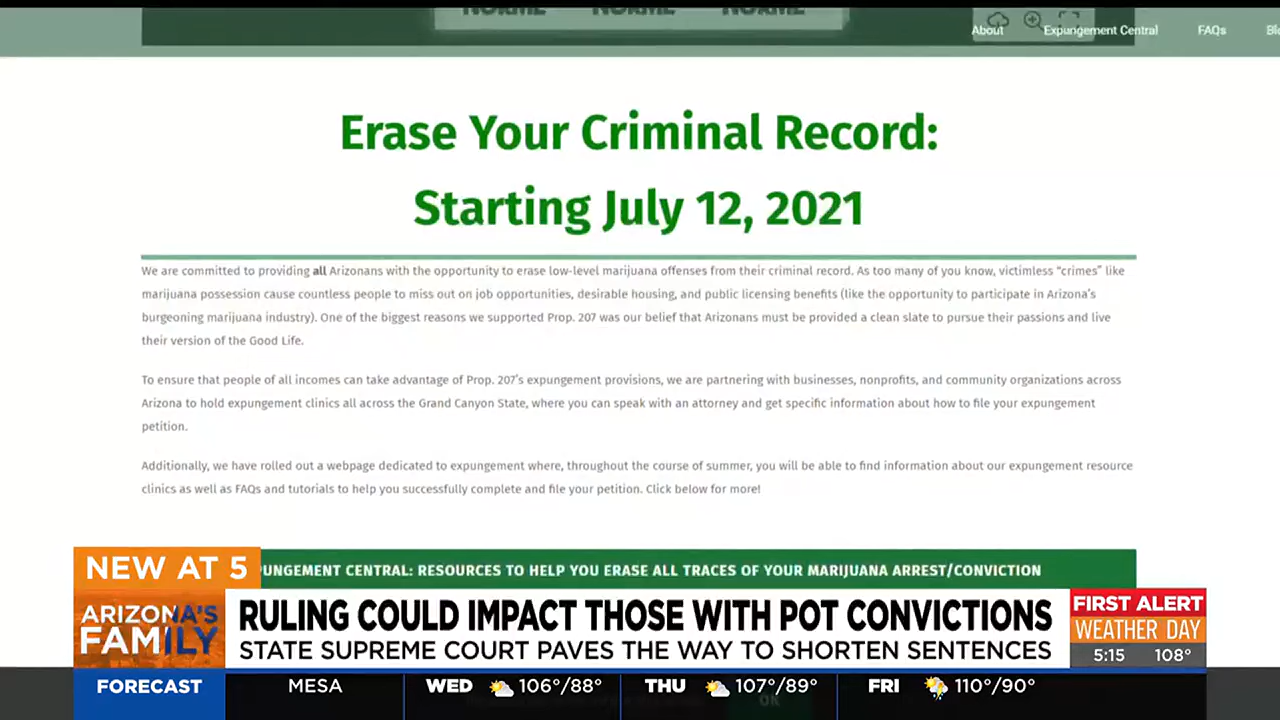 NORML NORML NORML
About Expungement Central FAQs
Erase Your Criminal Record:
Starting July 12, 2021
We are committed to providing all Arizonans with the opportunity to erase low-level marijuana offenses from their criminal record. As too many of you know, victimless "crimes" like
marijuana possession cause countless people to miss out on job opportunities, desirable housing, and public licensing benefits (like the opportunity to participate in Arizona's
burgeoning marijuana industry). One of the biggest reasons we supported Prop. 207 was our belief that Arizonans must be provided a clean slate to pursue their passions and live
their version of the Good Life.
To ensure that people of all incomes can take advantage of Prop. 207's expungement provisions, we are partnering with businesses, nonprofits, and community organizations across
Arizona to hold expungement clinics all across the Grand Canyon State, where you can speak with an attorney and get specific information about how to file your expungement
petition.
Additionally, we have rolled out a webpage dedicated to expungement where, throughout the course of summer, you will be able to find information about our expungement resource
clinics as well as FAQs and tutorials to help you successfully complete and file your petition. Click below for more!
PUNGEMENT CENTRAL: RESOURCES TO HELP YOU ERASE ALL TRACES OF YOUR MARIJUANA ARREST/CONVICTION
NEW AT 5
ARIZONA'S
FAMILY
RULING COULD IMPACT THOSE WITH POT CONVICTIONS
STATE SUPREME COURT PAVES THE WAY TO SHORTEN SENTENCES
FIRST ALERT
WEATHER DAY
5:15 108°
FORECAST MESA WED 106°/88° THU 107°/89° FRI 110°/90°
OK